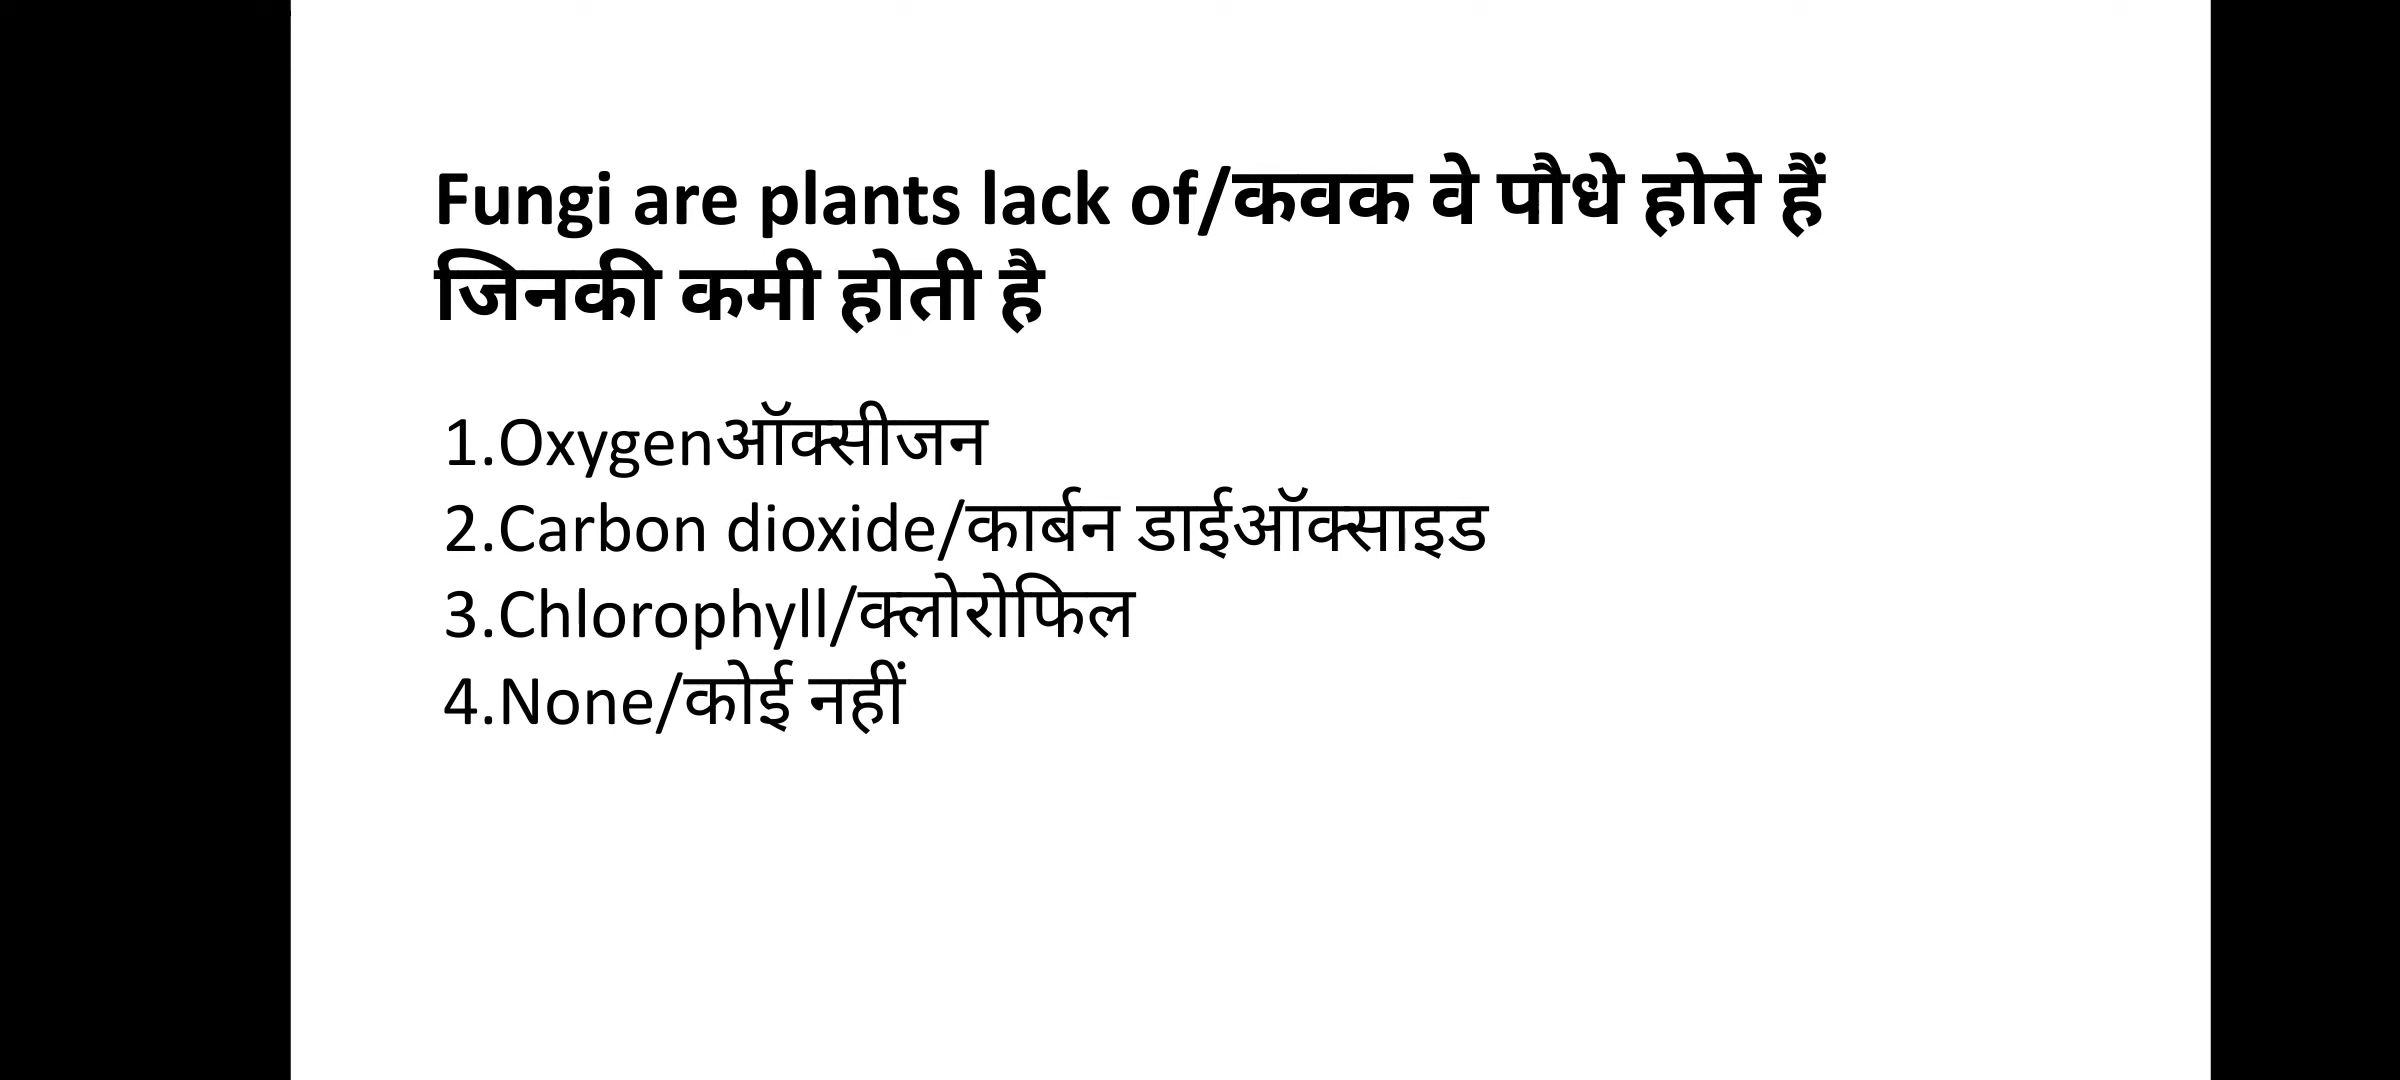 Fungi are plants lack of/कवक वे पौधे होते हैं
जिनकी कमी होती है
1.Oxygenऑक्सीजन
2.Carbon dioxide/कार्बन डाईऑक्साइड
3.Chlorophyll/क्लोरोफिल
4.None/कोई नहीं